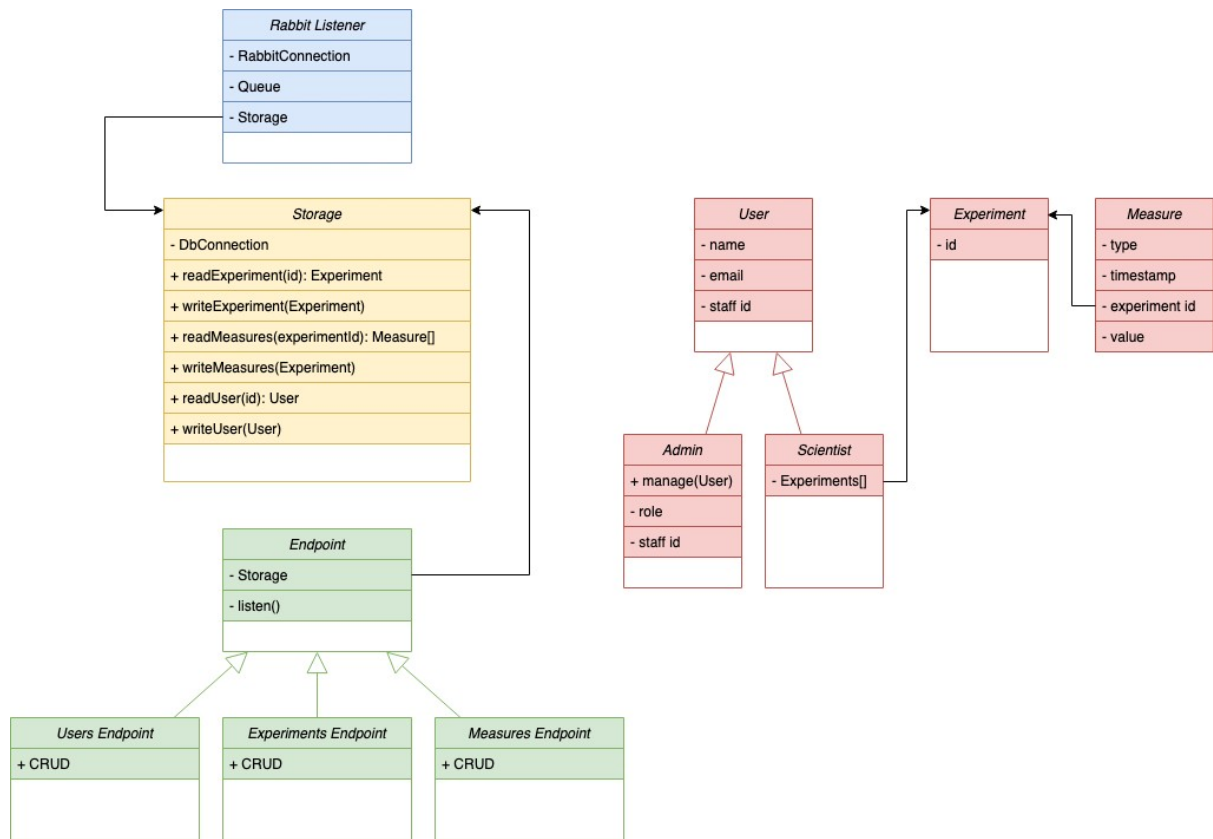 Rabbit Listener
- RabbitConnection
- Queue
- Storage
Storage
- DbConnection
+ readExperiment(id): Experiment
+ writeExperiment(Experiment)
+ readMeasures(experimentId): Measure[]
+ writeMeasures(Experiment)
+ readUser(id): User
+ writeUser(User)
Endpoint
- Storage
- listen()
Users Endpoint
+ CRUD
Experiments Endpoint
+ CRUD
Measures Endpoint
+ CRUD
User
- name
- email
- staff id
Admin
+ manage(User)
- role
- staff id
Scientist
- Experiments[]
Experiment
- id
Measure
- type
- timestamp
- experiment id
- value